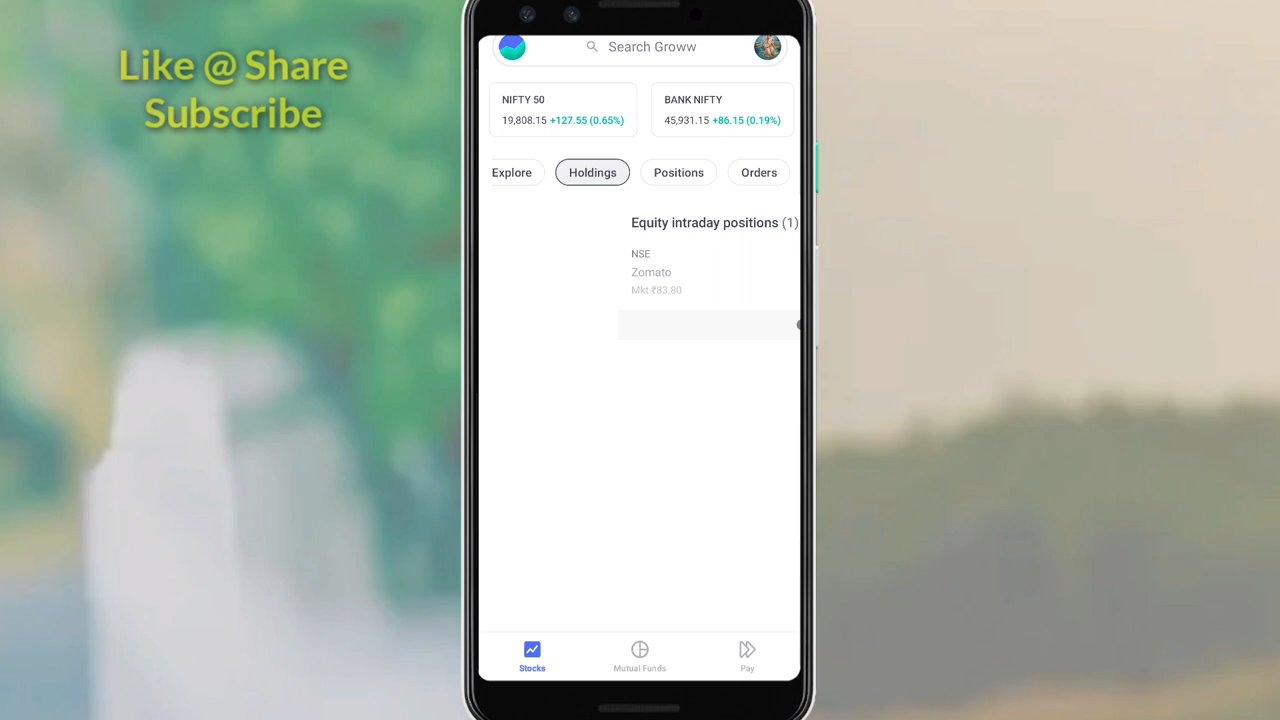 Like @ Share
Subscribe
Search Groww
NIFTY 50
19,808.15 +127.55 (0.65%)
BANK NIFTY
45,931.15 +86.15 (0.19%)
Explore
Holdings
Positions
Orders
Equity intraday positions (1)
NSE
Zomato
Mkt ₹83.80
Stocks
Mutual Funds
Pay